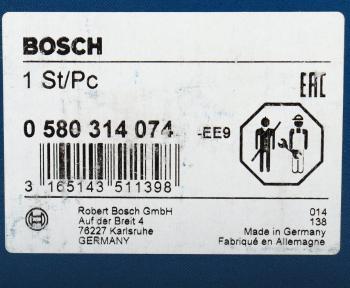 BOSCH
1 St/Pc
EAC
0 580 314 074 -EE9
3 165143 511398
Robert Bosch GmbH
Auf der Breit 4
76227 Karlsruhe
GERMANY
014
138
Made in Germany
Fabriqué en Allemagne